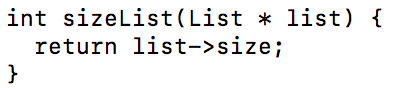 int sizeList(List * list) {
  return list->size;
}